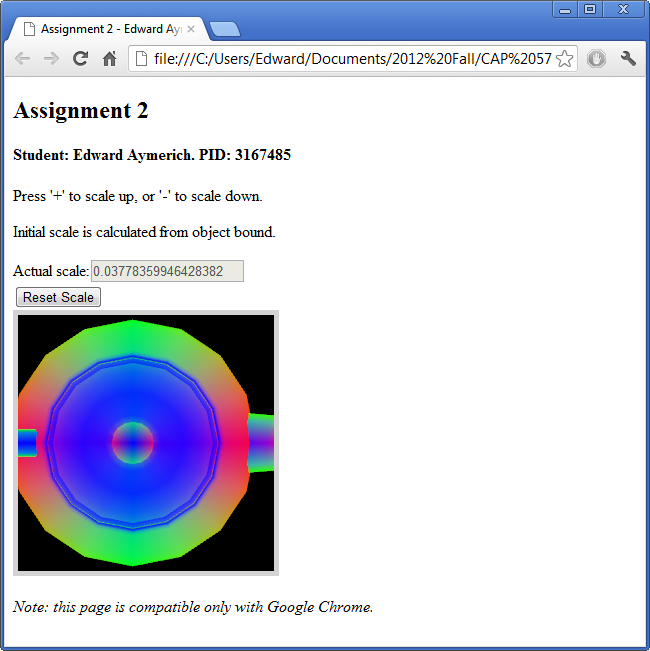 Assignment 2 - Edward Ay
file:///C:/Users/Edward/Documents/2012%20Fall/CAP%2057
Assignment 2
Student: Edward Aymerich. PID: 3167485
Press '+' to scale up, or '-' to scale down.
Initial scale is calculated from object bound.
Actual scale: 0.03778359946428382
Reset Scale
Note: this page is compatible only with Google Chrome.